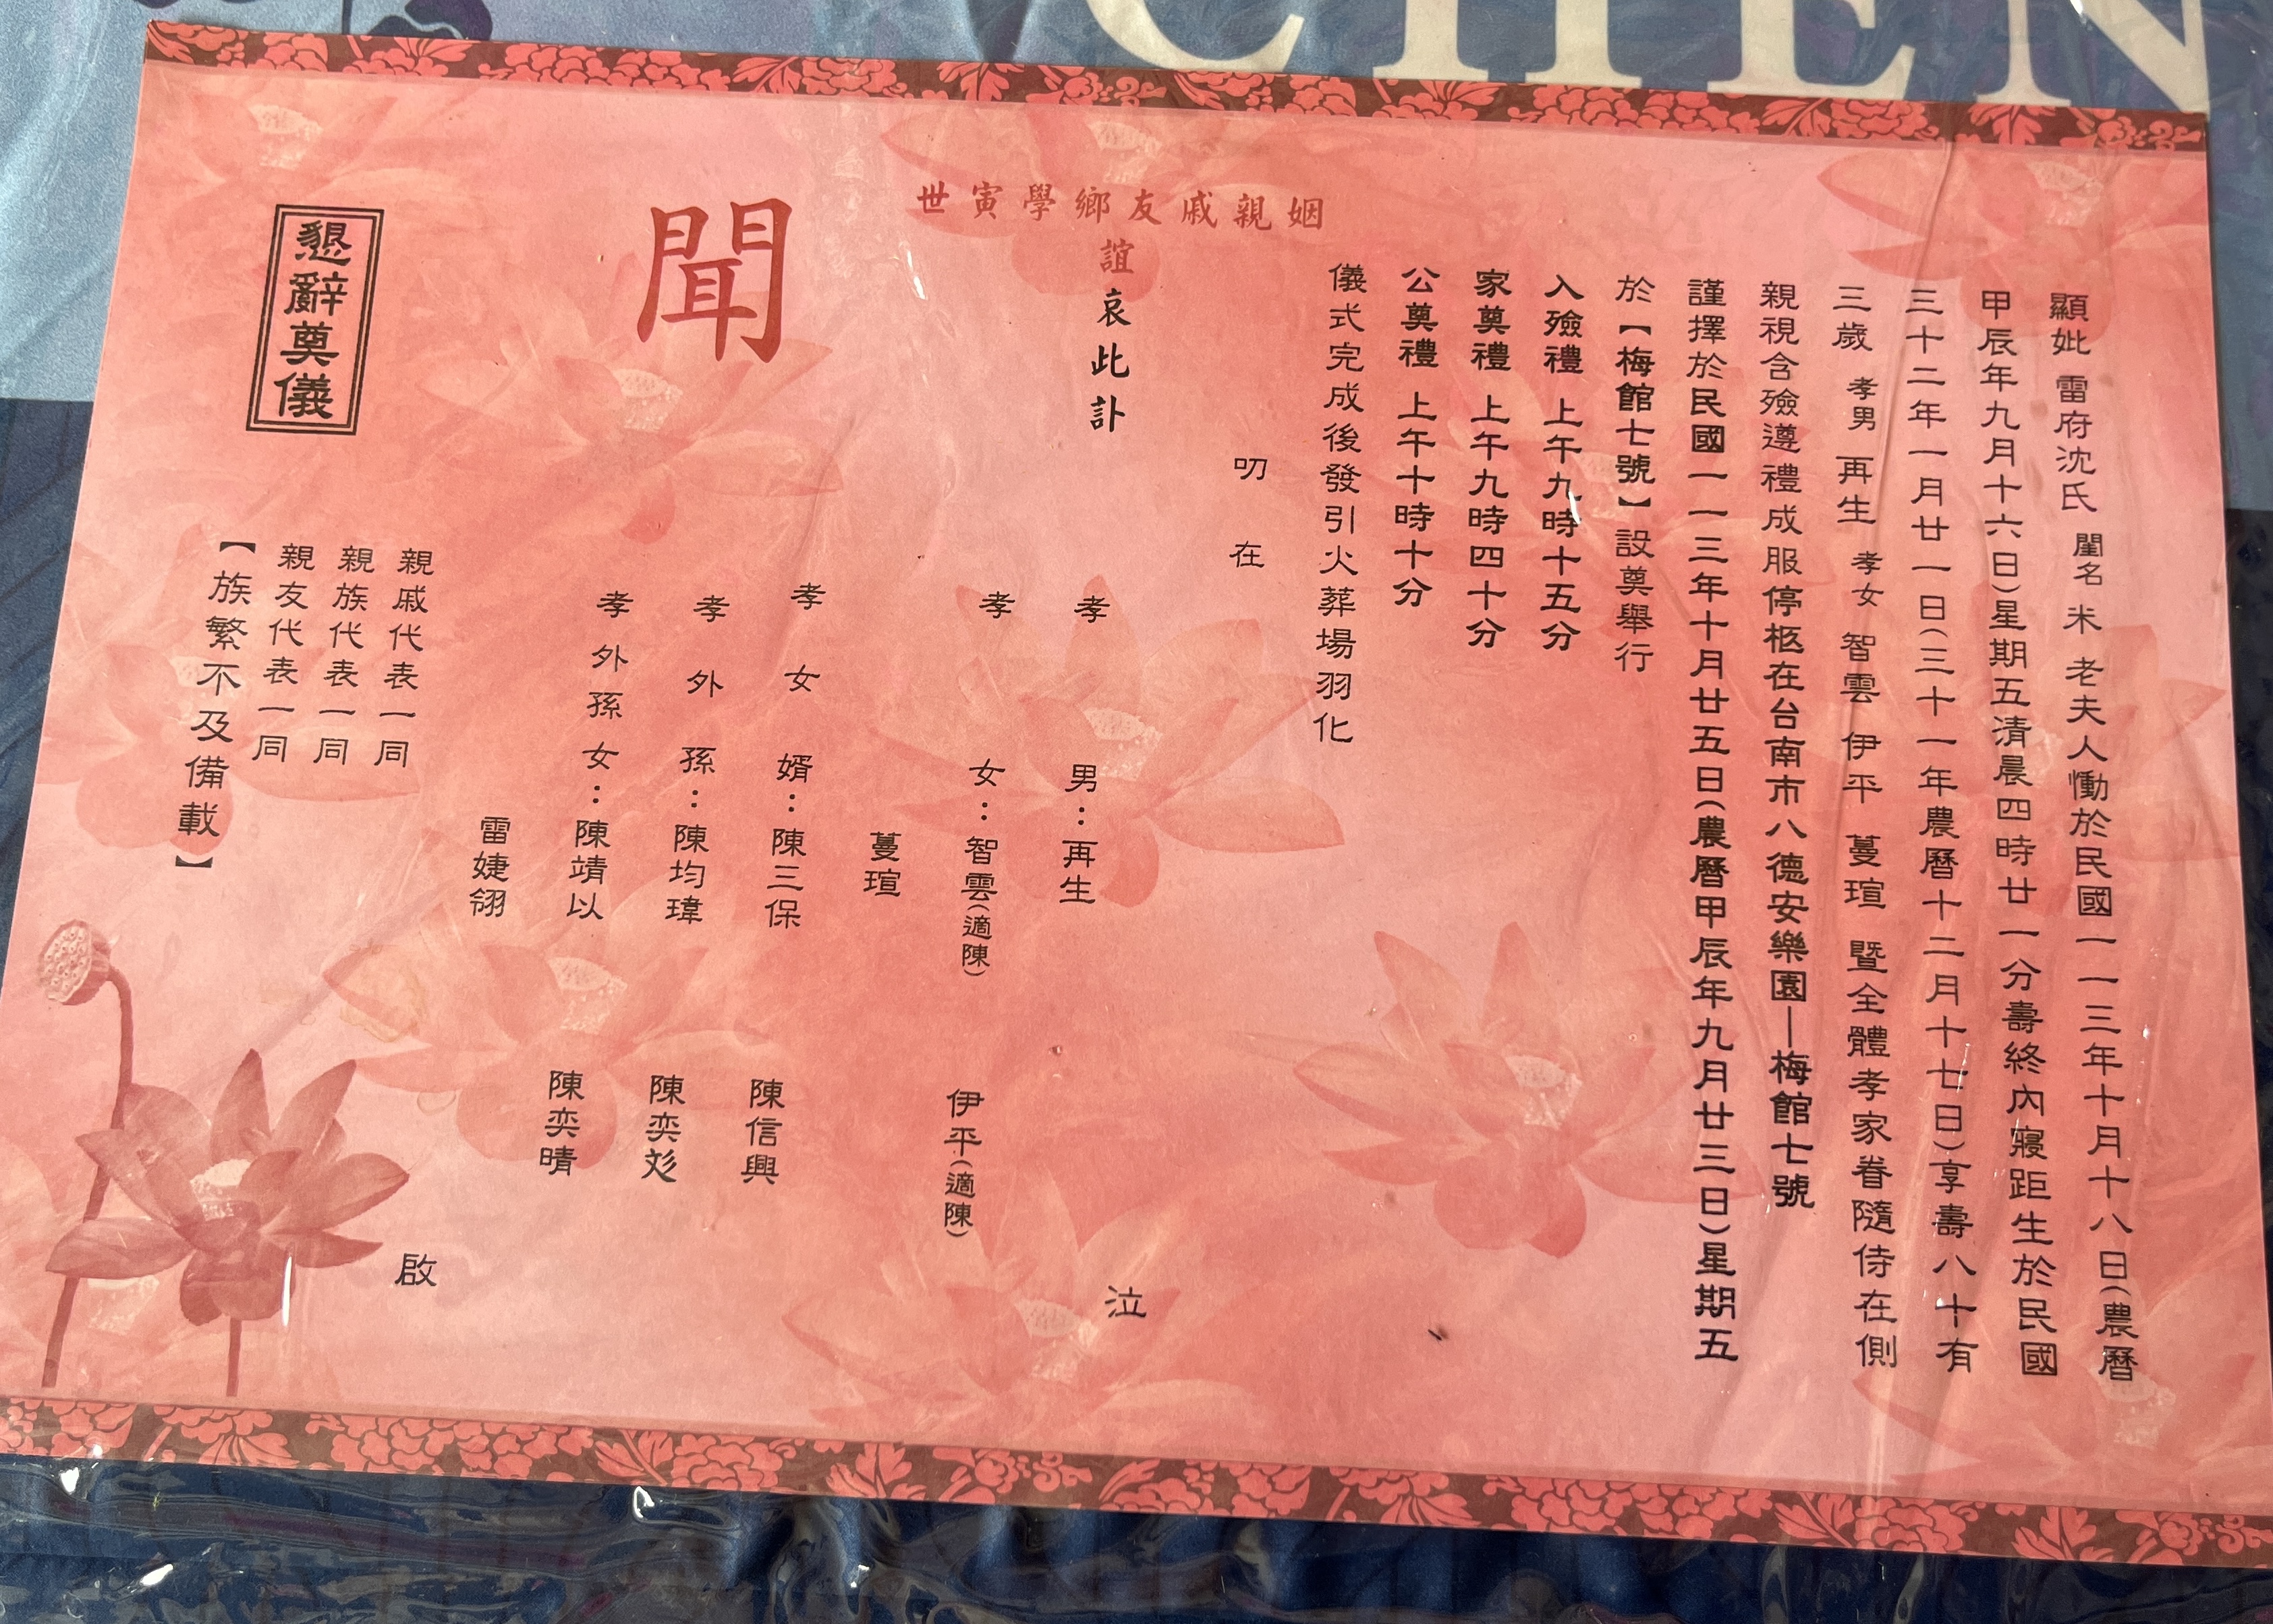 CHEN
顯妣 雷府沈氏 閨名 米 老夫人慟於民國一一三年十月十八日(農曆
甲辰年九月十六日)星期五清晨四時廿一分壽終內寢距生於民國
三十二年一月廿一日(三十一年農曆十二月十七日)享壽八十有
三歲 孝男 再生 孝女 智雲 伊平 蔓瑄 暨全體孝家眷隨侍在側
親視含殮遵禮成服停柩在台南市八德安樂園—梅館七號
謹擇於民國一一三年十月廿五日(農曆甲辰年九月廿三日)星期五
於【梅館七號】設奠舉行
入殮禮 上午九時十五分
家奠禮 上午九時四十分
公奠禮 上午十時十分
儀式完成後發引火葬場羽化
叨 在
姻親戚友鄉學寅世
誼
哀此訃
聞
孝 男：再生 泣
孝 女：智雲(適陳) 伊平(適陳)
蔓瑄
孝 女 婿：陳三保 陳信興
孝 外 孫：陳均瑋 陳奕彣
孝 外 孫 女：陳靖以 陳奕晴
雷婕翎
啟
親戚代表一同
親族代表一同
親友代表一同
【族繁不及備載】
懇辭奠儀